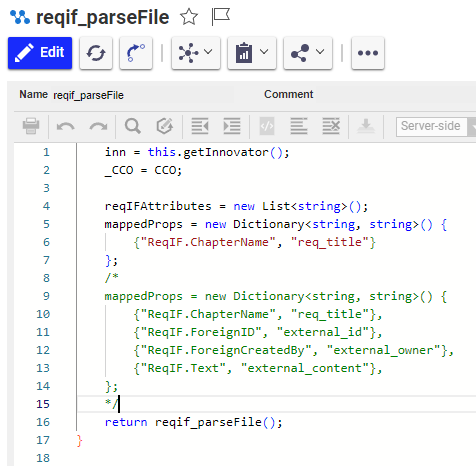 reqif_parseFile
Edit
Name reqif_parseFile Comment
Server-side
1 inn = this.getInnovator();
2 _CCO = CCO;
3
4 reqIFAttributes = new List<string>();
5 mappedProps = new Dictionary<string, string>() {
6 {"ReqIF.ChapterName", "req_title"}
7 };
8 /*
9 mappedProps = new Dictionary<string, string>() {
10 {"ReqIF.ChapterName", "req_title"},
11 {"ReqIF.ForeignID", "external_id"},
12 {"ReqIF.ForeignCreatedBy", "external_owner"},
13 {"ReqIF.Text", "external_content"},
14 };
15 */
16 return reqif_parseFile();
17 }
18